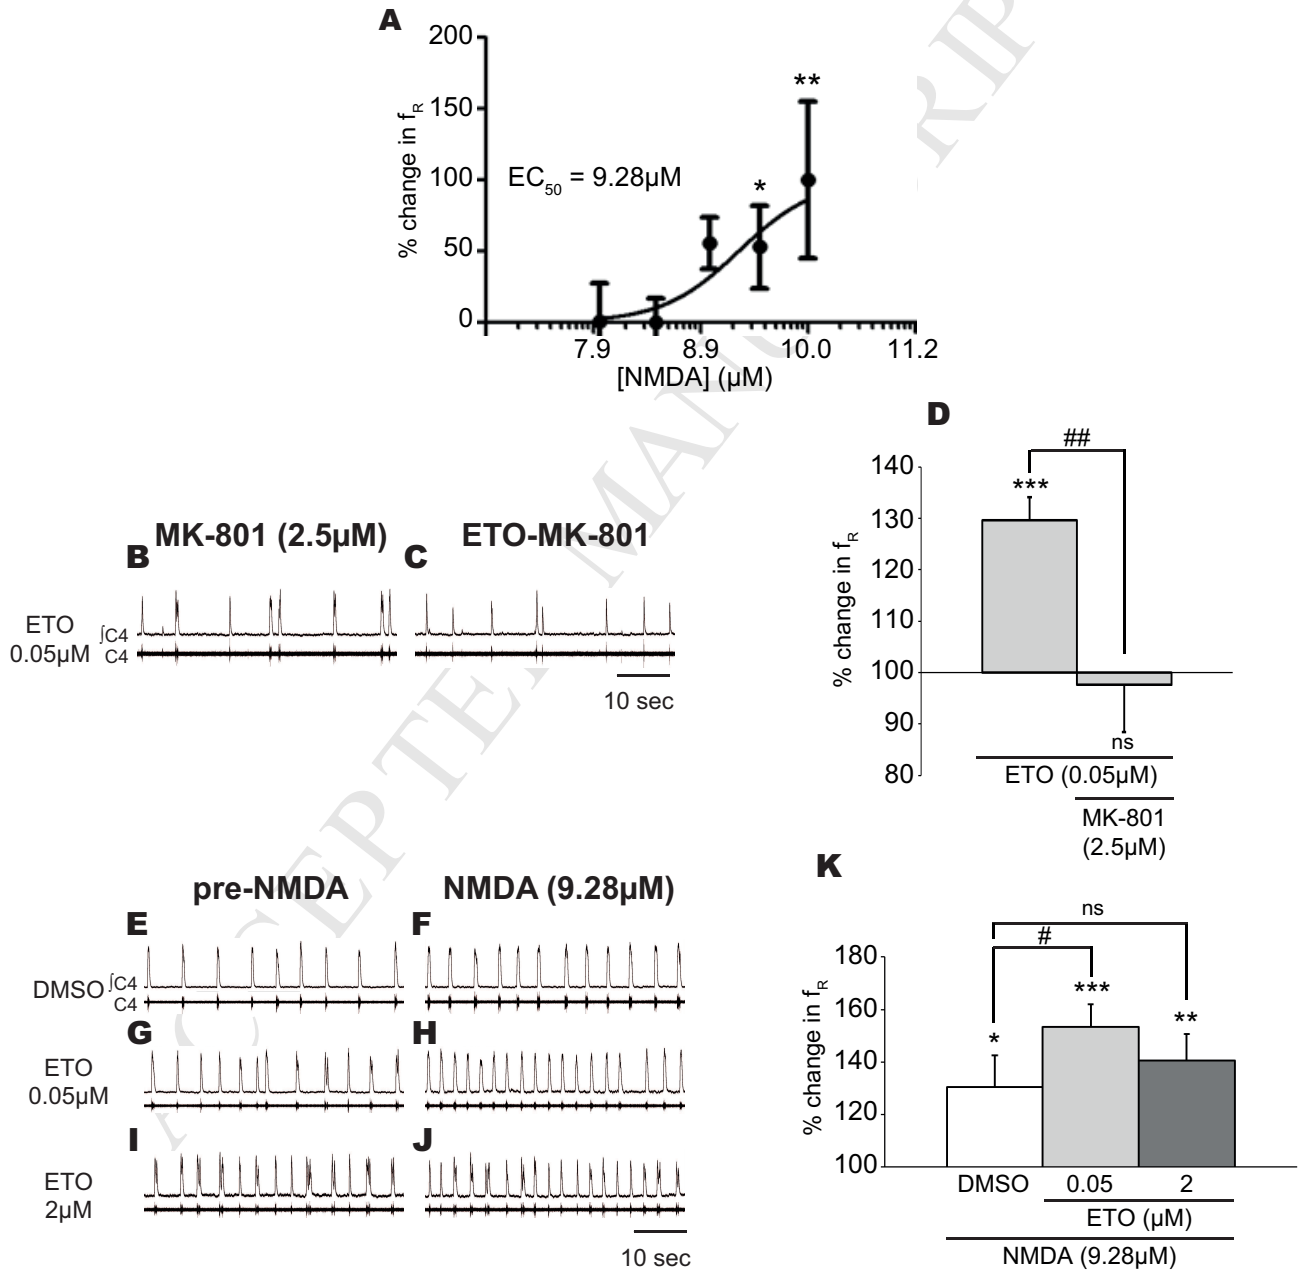 A
200
150
100
50
0
% change in fR
**
*
EC50 = 9.28µM
7.9 8.9 10.0 11.2
[NMDA] (µM)
D
##
140
130
120
110
100
90
80
% change in fR
***
ns
ETO (0.05µM)
MK-801
(2.5µM)
MK-801 (2.5µM) ETO-MK-801
B C
ETO
0.05µM
∫C4
C4
10 sec
K
pre-NMDA NMDA (9.28µM)
E F
DMSO
∫C4
C4
G H
ETO
0.05µM
I J
ETO
2µM
10 sec
ns
#
180
160
140
120
100
% change in fR
*
***
**
DMSO 0.05 2
ETO (µM)
NMDA (9.28µM)